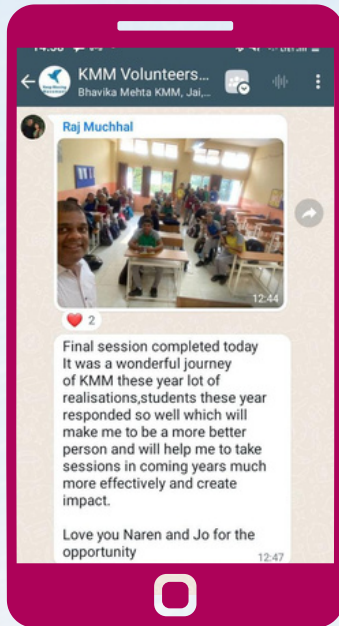 KMM Volunteers...
Bhavika Mehta KMM, Jai,...
Raj Muchhal
12:44
2
Final session completed today
It was a wonderful journey
of KMM these year lot of
realisations,students these year
responded so well which will
make me to be a more better
person and will help me to take
sessions in coming years much
more effectively and create
impact.
Love you Naren and Jo for the
opportunity
12:47